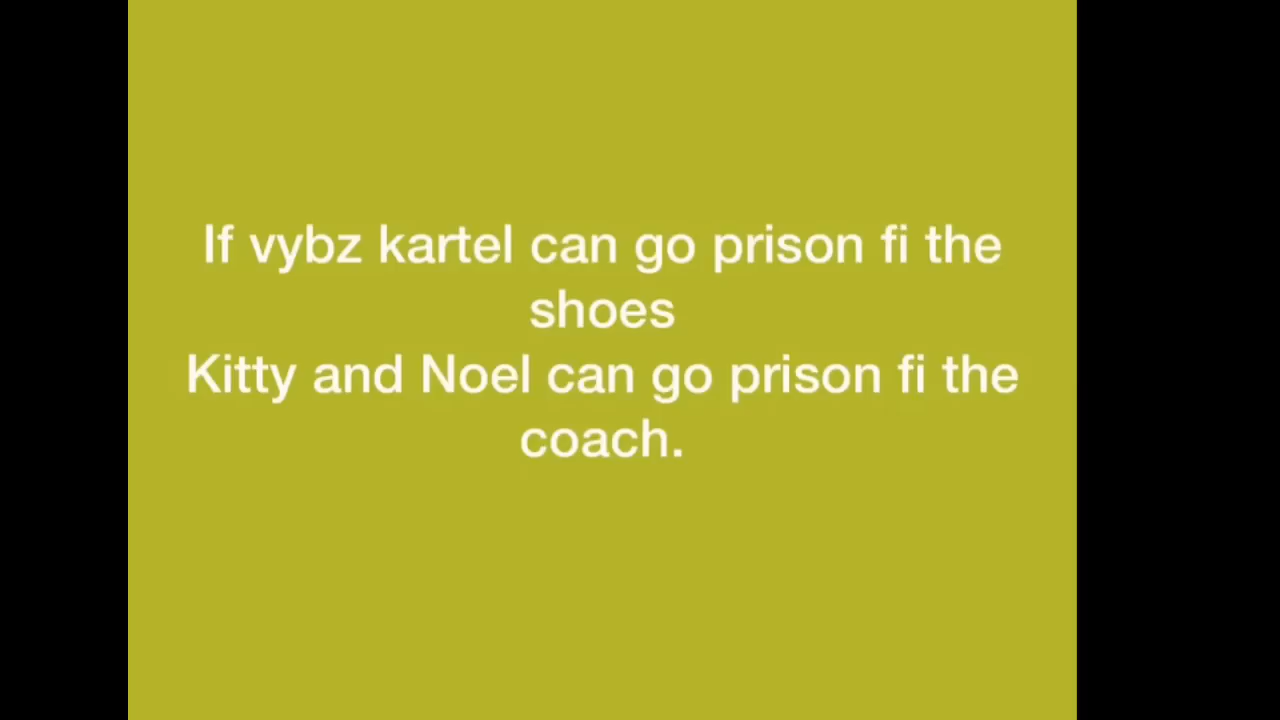 If vybz kartel can go prison fi the
shoes
Kitty and Noel can go prison fi the
coach.